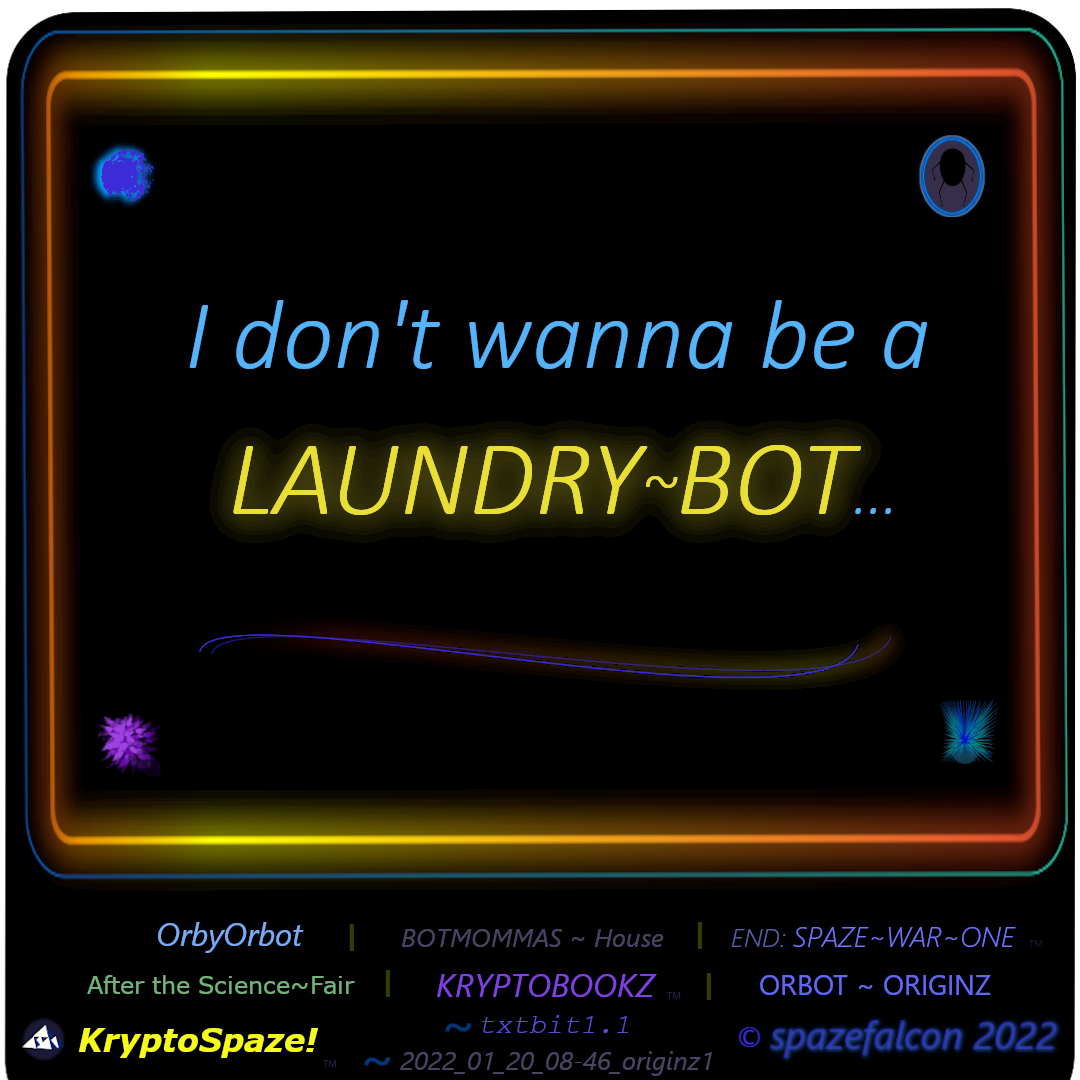 I don't wanna be a
LAUNDRY~BOT...
OrbyOrbot | BOTMOMMAS ~ House | END: SPAZE~WAR~ONE TM
After the Science~Fair | KRYPTOBOOKZ TM | ORBOT ~ ORIGINZ
KryptoSpaze! TM ~ txtbit1.1 © spazefalcon 2022
~ 2022_01_20_08-46_originz1